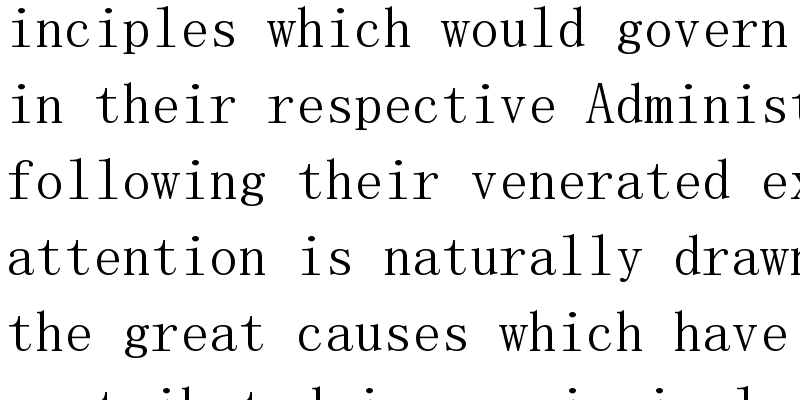 inciples which would govern
in their respective Administ
following their venerated ex
attention is naturally drawn
the great causes which have